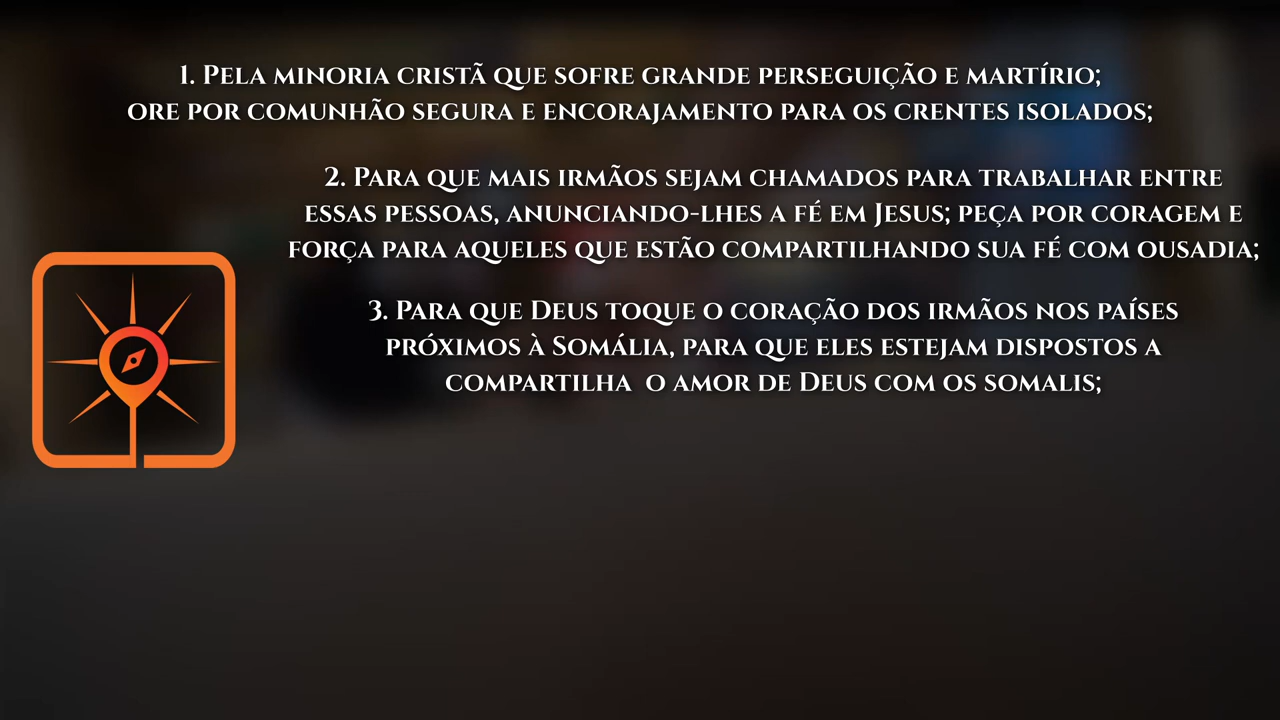 1. Pela minoria cristã que sofre grande perseguição e martírio;
ore por comunhão segura e encorajamento para os crentes isolados;
2. Para que mais irmãos sejam chamados para trabalhar entre
essas pessoas, anunciando-lhes a fé em Jesus; peça por coragem e
força para aqueles que estão compartilhando sua fé com ousadia;
3. Para que Deus toque o coração dos irmãos nos países
próximos à Somália, para que eles estejam dispostos a
compartilha o amor de Deus com os somalis;